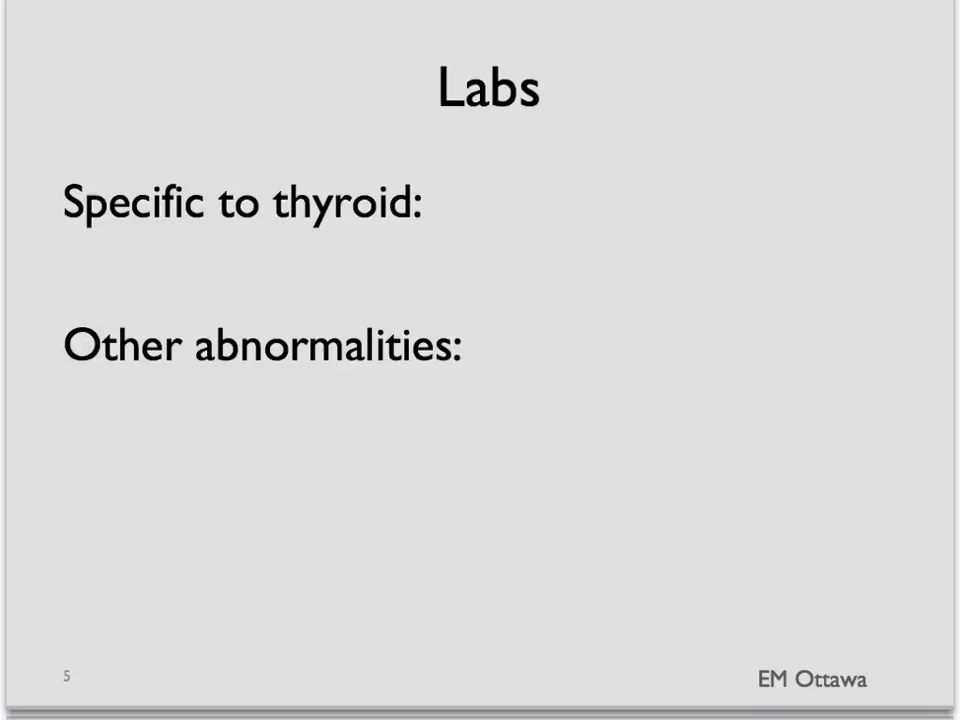 Labs
Specific to thyroid:
Other abnormalities:
5
EM Ottawa